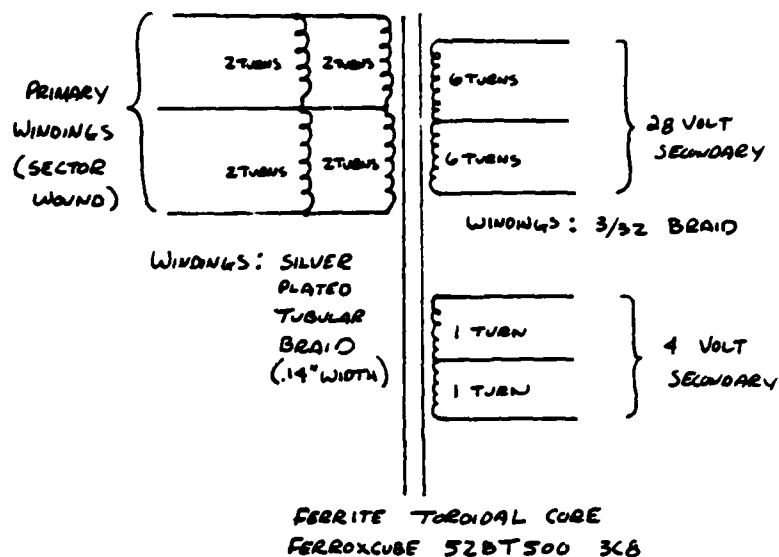 2 TURNS
2 TURNS
2 TURNS
2 TURNS
PRIMARY
WINDINGS
(SECTOR
WOUND)
WINDINGS: SILVER
PLATED
TUBULAR
BRAID
(.14" WIDTH)
6 TURNS
6 TURNS
28 VOLT
SECONDARY
WINDINGS: 3/32 BRAID
1 TURN
1 TURN
4 VOLT
SECONDARY
FERRITE TOROIDAL CORE
FERROXCUBE 528T500 3C8